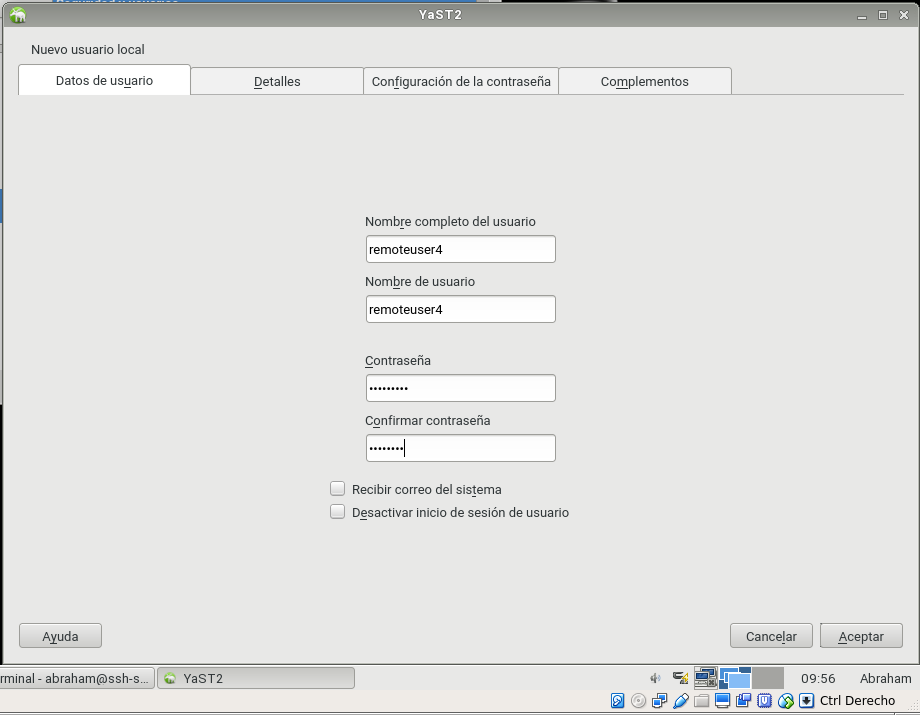 YaST2
Nuevo usuario local
Datos de usuario
Detalles
Configuración de la contraseña
Complementos
Nombre completo del usuario
remoteuser4
Nombre de usuario
remoteuser4
Contraseña
•••••••••
Confirmar contraseña
••••••••
Recibir correo del sistema
Desactivar inicio de sesión de usuario
Ayuda
Cancelar
Aceptar
rminal - abraham@ssh-s...
YaST2
09:56
Abraham
Ctrl Derecho